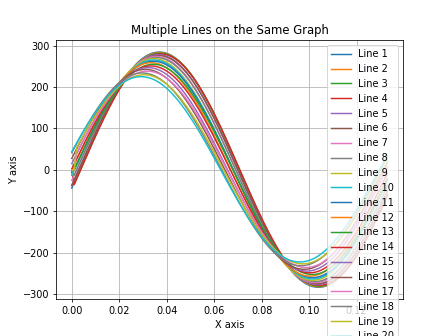 Multiple Lines on the Same Graph
300
200
100
0
−100
−200
−300
Y axis
0.00
0.02
0.04
0.06
0.08
0.10
X axis
Line 1
Line 2
Line 3
Line 4
Line 5
Line 6
Line 7
Line 8
Line 9
Line 10
Line 11
Line 12
Line 13
Line 14
Line 15
Line 16
Line 17
Line 18
Line 19
Line 20